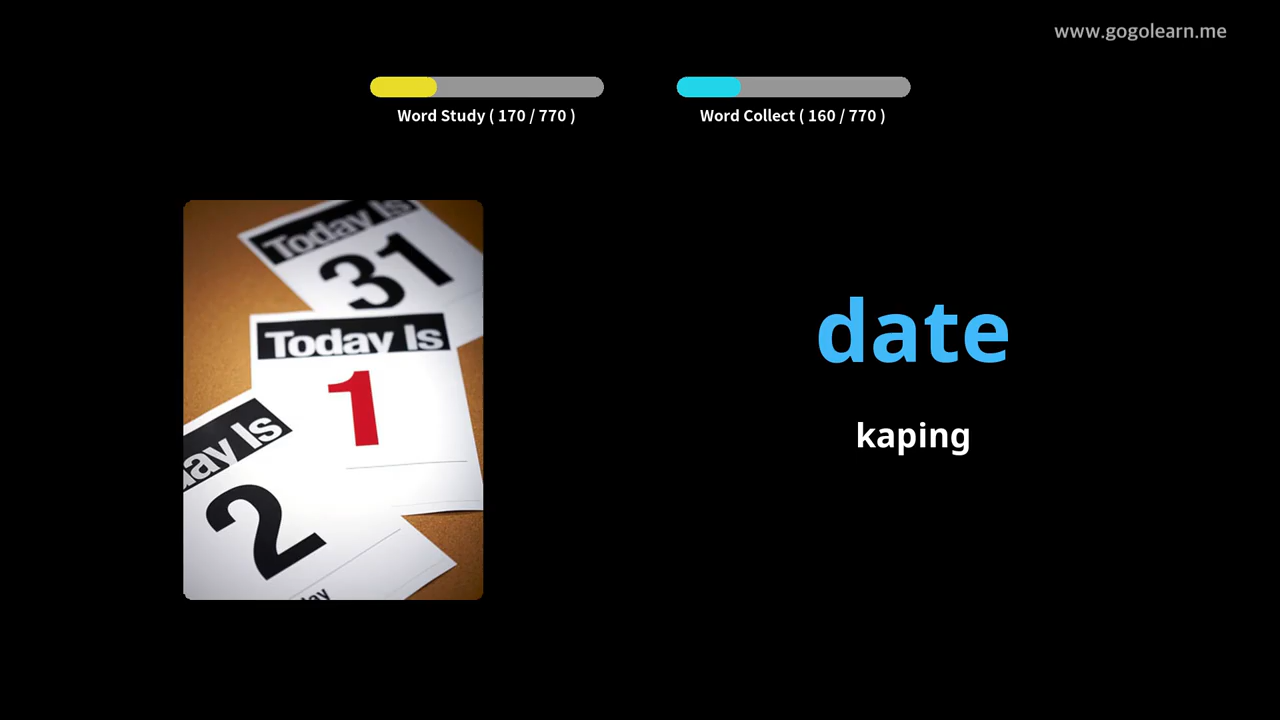 www.gogolearn.me
Word Study ( 170 / 770 )
Word Collect ( 160 / 770 )
Today Is
31
Today Is
1
ay Is
2
date
kaping